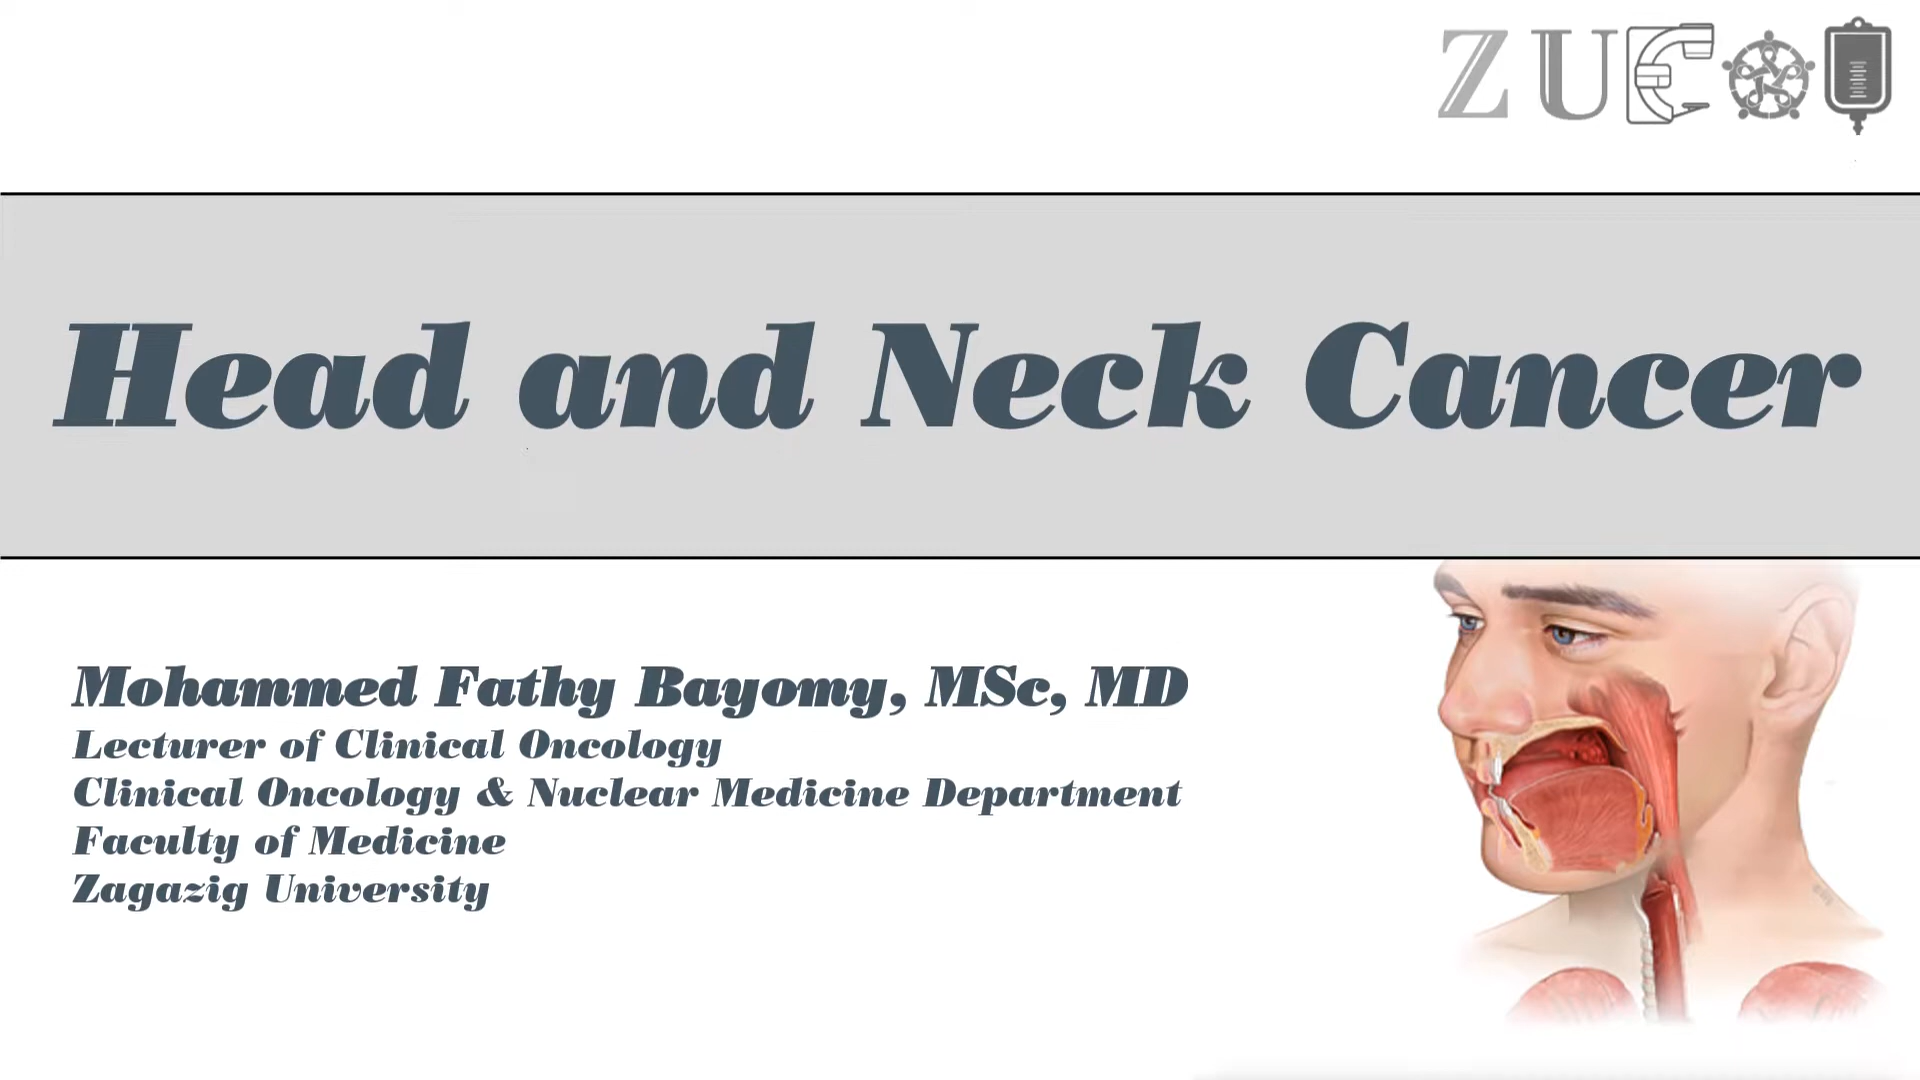 ZU
Head and Neck Cancer
Mohammed Fathy Bayomy, MSc, MD
Lecturer of Clinical Oncology
Clinical Oncology & Nuclear Medicine Department
Faculty of Medicine
Zagazig University